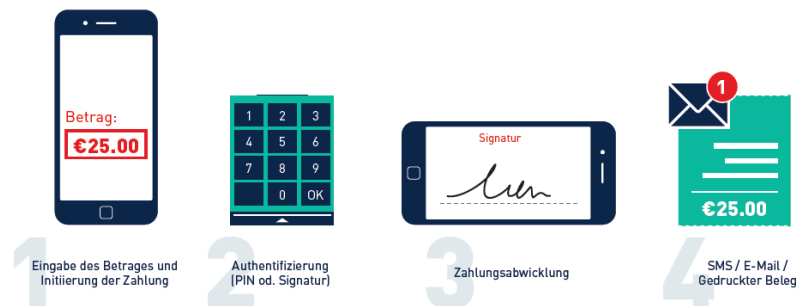 Betrag:
€25.00
1 2 3
4 5 6
7 8 9
0 OK
Signatur
1
€25.00
1
Eingabe des Betrages und
Initiierung der Zahlung
2
Authentifizierung
(PIN od. Signatur)
3
Zahlungsabwicklung
4
SMS / E-Mail /
Gedruckter Beleg